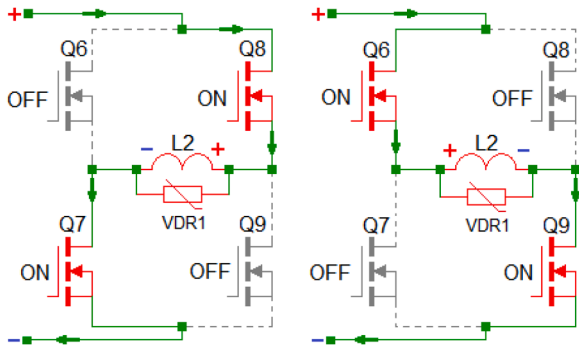 + +
Q6 Q8 Q6 Q8
OFF ON ON OFF
− L2 + + L2 −
VDR1 VDR1
Q7 Q9 Q7 Q9
ON OFF OFF ON
− −